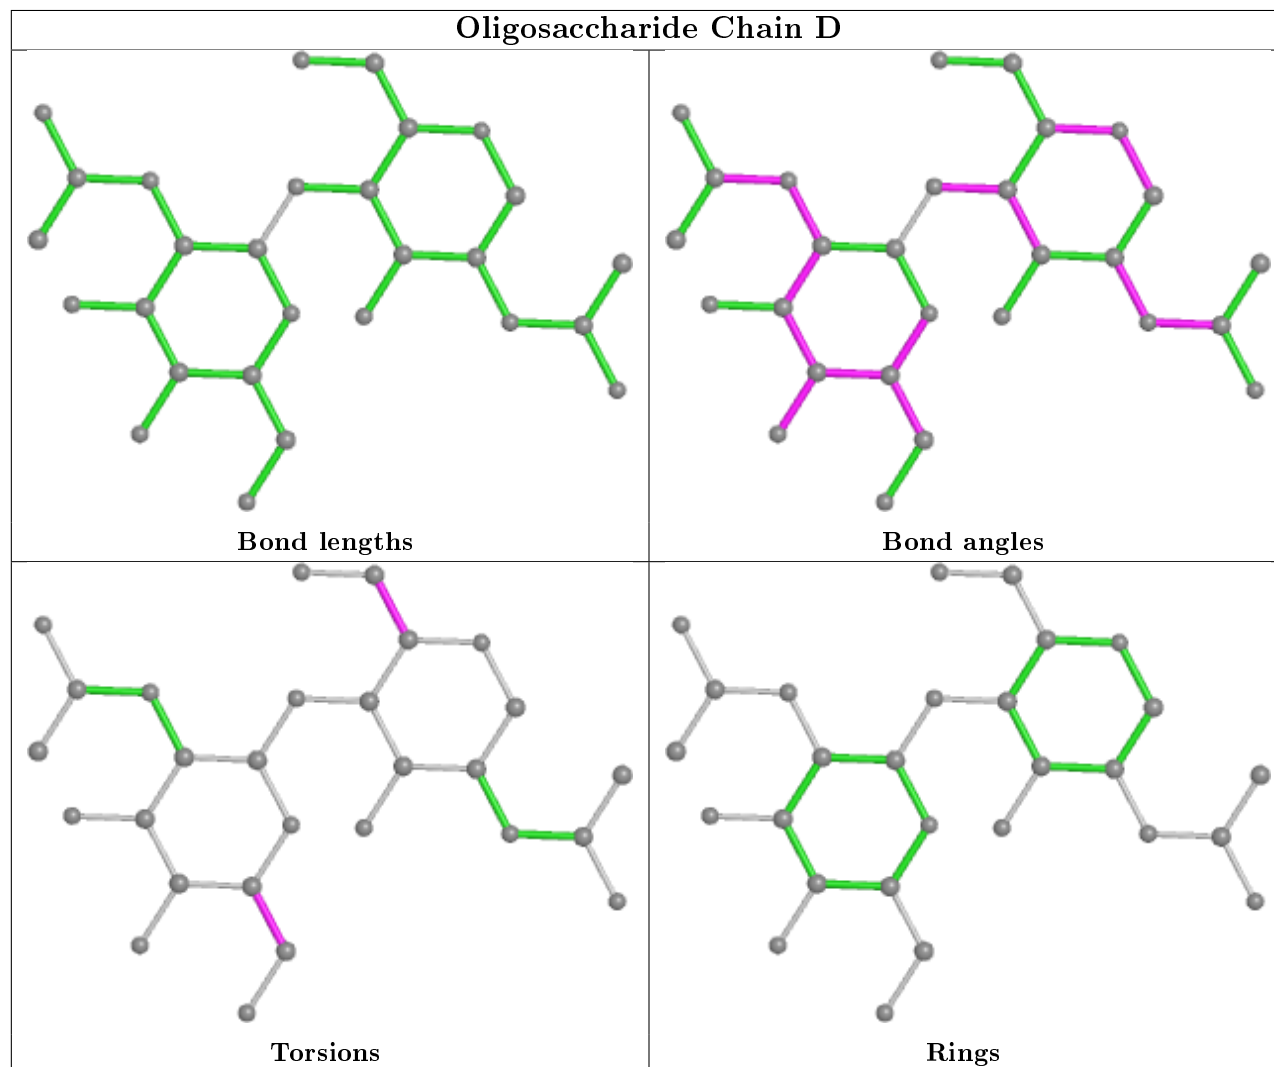 Oligosaccharide Chain D
Bond lengths
Bond angles
Torsions
Rings